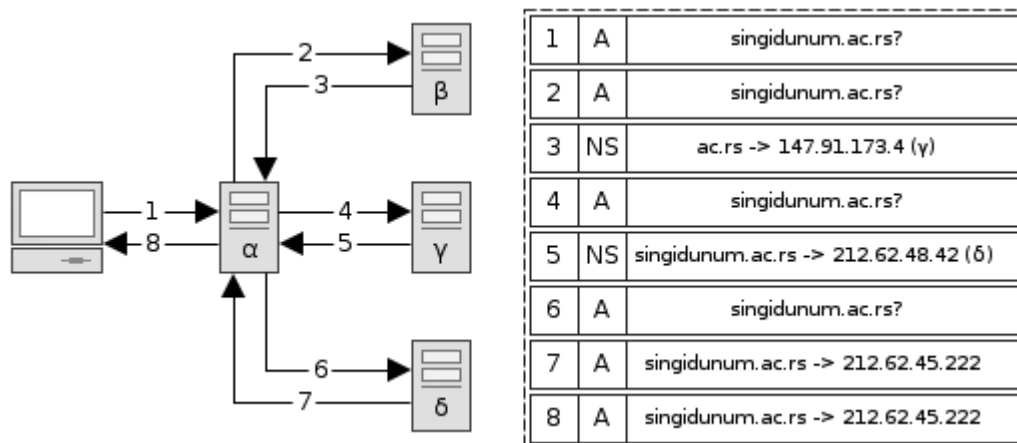 2
3
β
1
8
α
4
5
γ
6
7
δ
1 A singidunum.ac.rs?
2 A singidunum.ac.rs?
3 NS ac.rs -> 147.91.173.4 (γ)
4 A singidunum.ac.rs?
5 NS singidunum.ac.rs -> 212.62.48.42 (δ)
6 A singidunum.ac.rs?
7 A singidunum.ac.rs -> 212.62.45.222
8 A singidunum.ac.rs -> 212.62.45.222